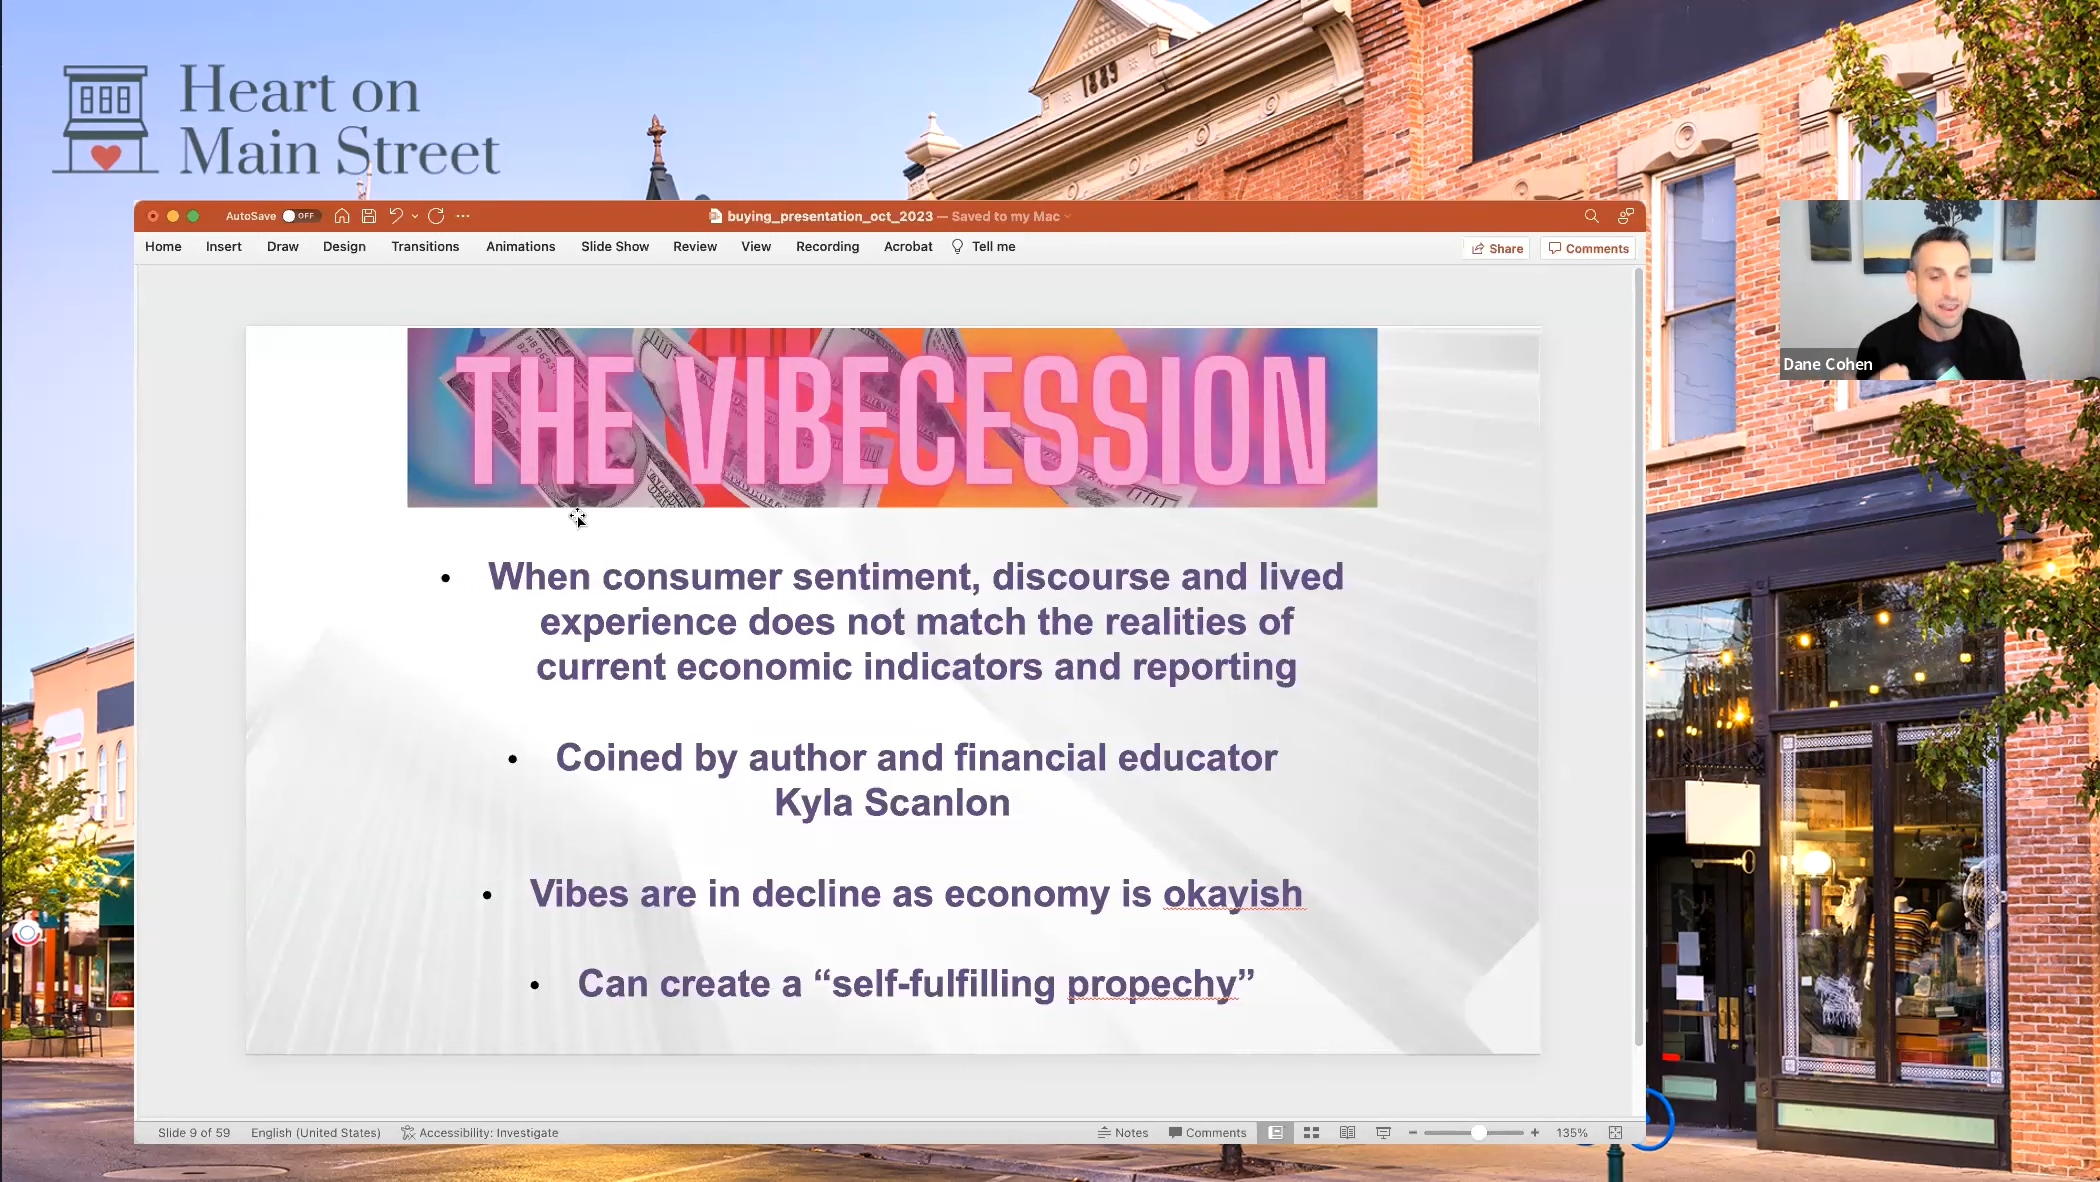 Heart on
Main Street
1889
AutoSave OFF
buying_presentation_oct_2023 — Saved to my Mac
Home Insert Draw Design Transitions Animations Slide Show Review View Recording Acrobat Tell me
Share Comments
Dane Cohen
THE VIBECESSION
• When consumer sentiment, discourse and lived
experience does not match the realities of
current economic indicators and reporting
• Coined by author and financial educator
Kyla Scanlon
• Vibes are in decline as economy is okayish
• Can create a “self-fulfilling propechy”
Slide 9 of 59 English (United States) Accessibility: Investigate Notes Comments 135%